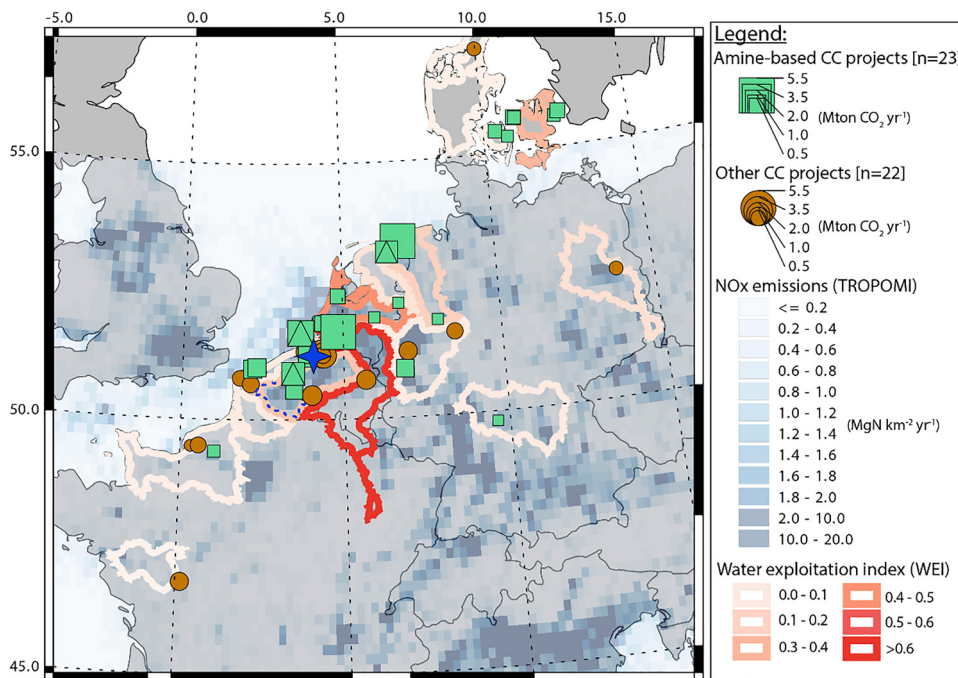 -5.0 0.0 5.0 10.0 15.0
55.0
50.0
45.0
Legend:
Amine-based CC projects [n=23]
5.5
3.5
2.0 (Mton CO₂ yr⁻¹)
1.0
0.5
Other CC projects [n=22]
5.5
3.5
2.0 (Mton CO₂ yr⁻¹)
1.0
0.5
NOx emissions (TROPOMI)
<= 0.2
0.2 - 0.4
0.4 - 0.6
0.6 - 0.8
0.8 - 1.0
1.0 - 1.2
1.2 - 1.4 (MgN km⁻² yr⁻¹)
1.4 - 1.6
1.6 - 1.8
1.8 - 2.0
2.0 - 10.0
10.0 - 20.0
Water exploitation index (WEI)
0.0 - 0.1 0.4 - 0.5
0.1 - 0.2 0.5 - 0.6
0.3 - 0.4 >0.6